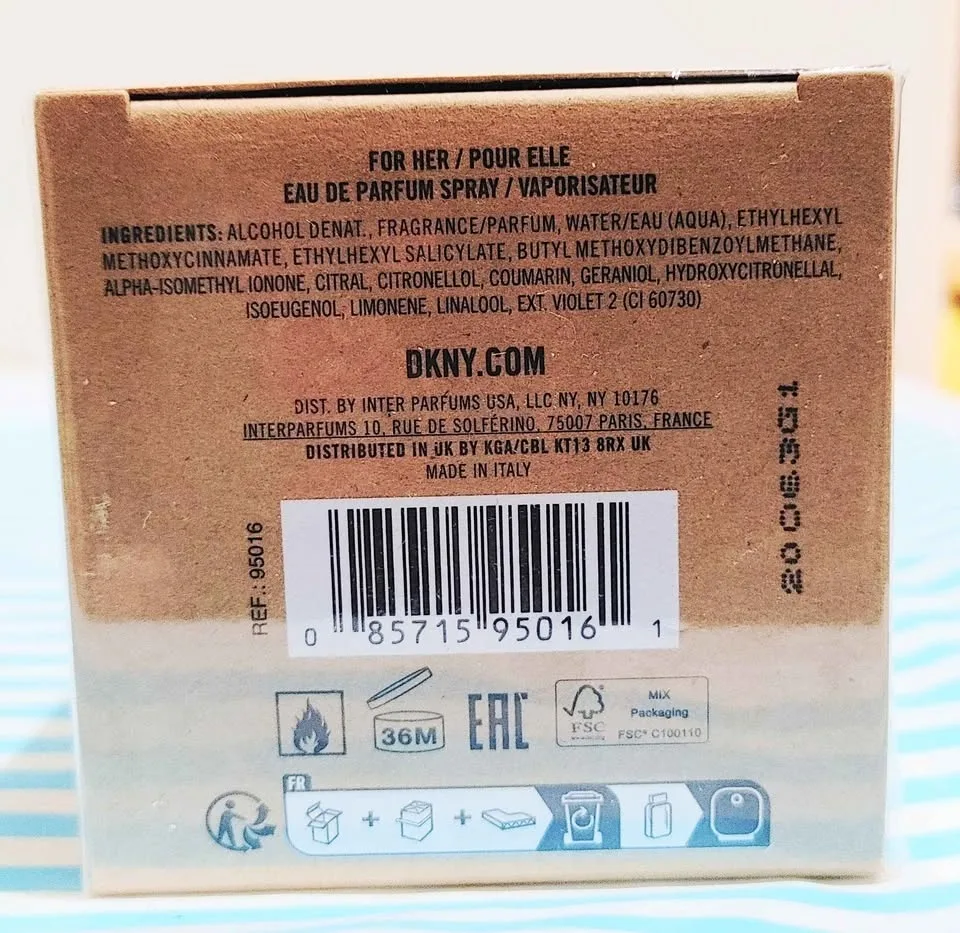 FOR HER / POUR ELLE
EAU DE PARFUM SPRAY / VAPORISATEUR
INGREDIENTS: ALCOHOL DENAT., FRAGRANCE/PARFUM, WATER/EAU (AQUA), ETHYLHEXYL
METHOXYCINNAMATE, ETHYLHEXYL SALICYLATE, BUTYL METHOXYDIBENZOYLMETHANE,
ALPHA-ISOMETHYL IONONE, CITRAL, CITRONELLOL, COUMARIN, GERANIOL, HYDROXYCITRONELLAL,
ISOEUGENOL, LIMONENE, LINALOOL, EXT. VIOLET 2 (CI 60730)
DKNY.COM
DIST. BY INTER PARFUMS USA, LLC NY, NY 10176
INTERPARFUMS 10, RUE DE SOLFÉRINO, 75007 PARIS, FRANCE
DISTRIBUTED IN UK BY KGA/CBL KT13 8RX UK
MADE IN ITALY
REF.: 95016
0 85715 95016 1
36M
EAC
FSC
MIX
Packaging
FSC® C100110
FR